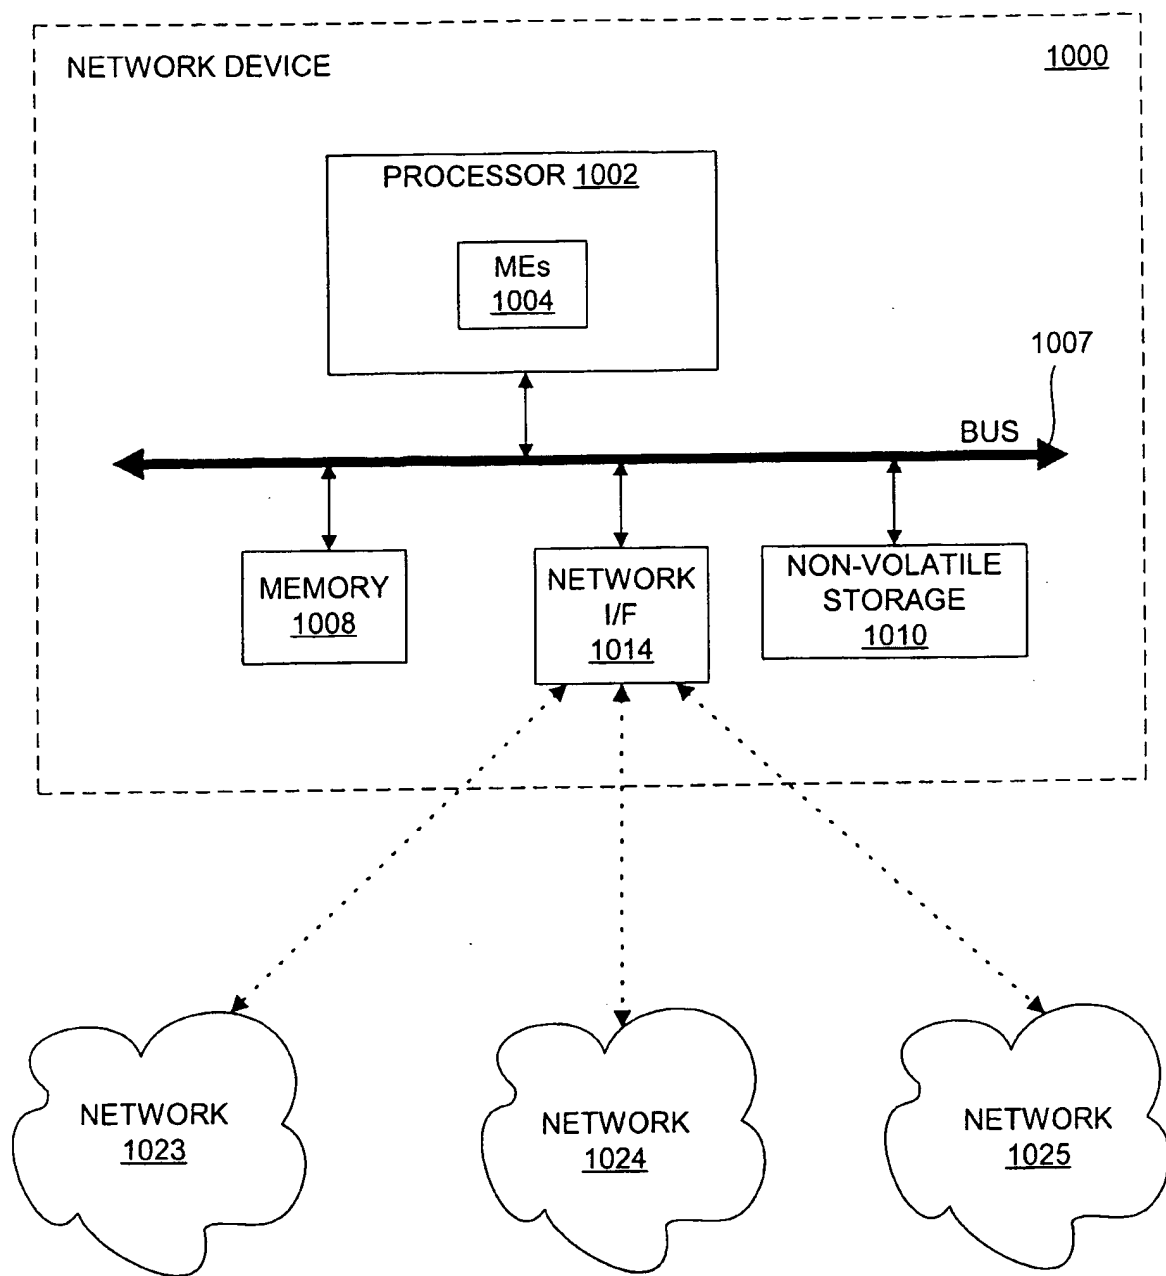 NETWORK DEVICE
1000
PROCESSOR 1002
MEs
1004
1007
BUS
MEMORY
1008
NETWORK
I/F
1014
NON-VOLATILE
STORAGE
1010
NETWORK
1023
NETWORK
1024
NETWORK
1025